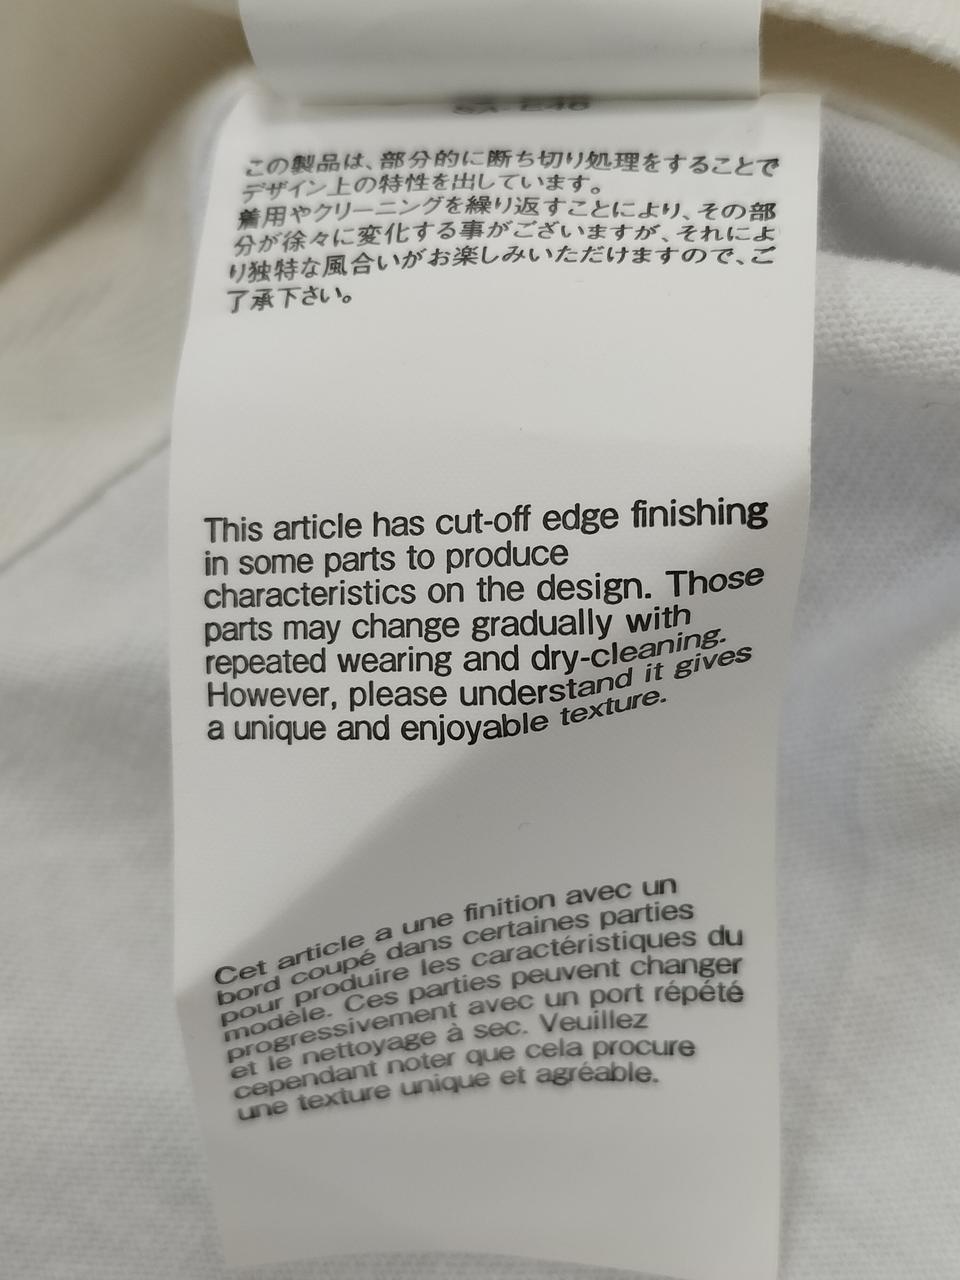 この製品は、部分的に断ち切り処理をすることで
デザイン上の特性を出しています。
着用やクリーニングを繰り返すことにより、その部
分が徐々に変化する事がございますが、それによ
り独特な風合いがお楽しみいただけますので、ご
了承下さい。
This article has cut-off edge finishing
in some parts to produce
characteristics on the design. Those
parts may change gradually with
repeated wearing and dry-cleaning.
However, please understand it gives
a unique and enjoyable texture.
Cet article a une finition avec un
bord coupé dans certaines parties
pour produire les caractéristiques du
modèle. Ces parties peuvent changer
progressivement avec un port répété
et le nettoyage à sec. Veuillez
cependant noter que cela procure
une texture unique et agréable.